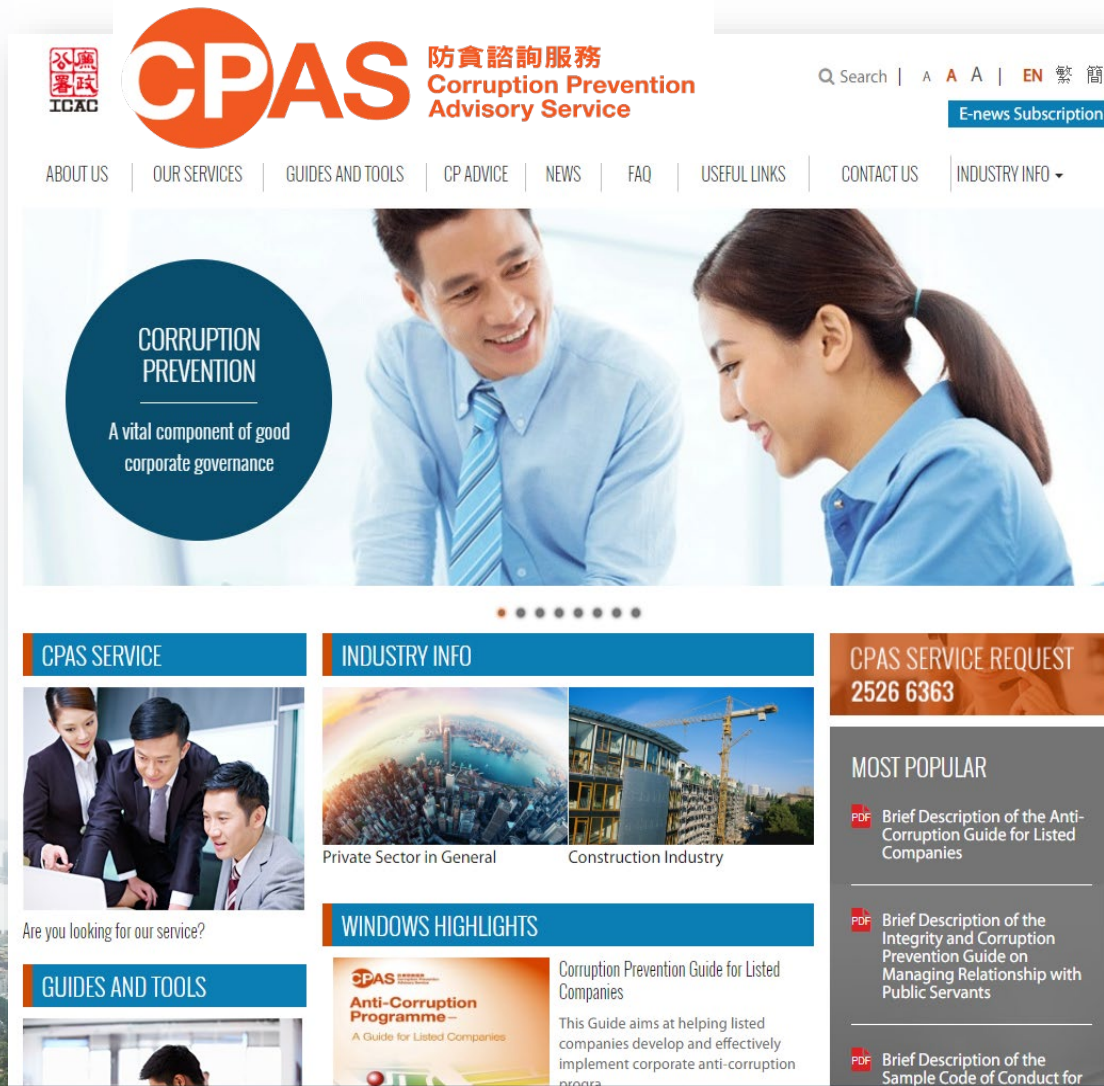 公廉
署政
ICAC
CPAS
防貪諮詢服務
Corruption Prevention
Advisory Service
Search | A A A | EN 繁 簡
E-news Subscription
ABOUT US
OUR SERVICES
GUIDES AND TOOLS
CP ADVICE
NEWS
FAQ
USEFUL LINKS
CONTACT US
INDUSTRY INFO
CORRUPTION
PREVENTION
A vital component of good
corporate governance
CPAS SERVICE
Are you looking for our service?
GUIDES AND TOOLS
INDUSTRY INFO
Private Sector in General
Construction Industry
WINDOWS HIGHLIGHTS
CPAS
Anti-Corruption
Programme –
A Guide for Listed Companies
Corruption Prevention Guide for Listed
Companies
This Guide aims at helping listed
companies develop and effectively
implement corporate anti-corruption
progra
CPAS SERVICE REQUEST
2526 6363
MOST POPULAR
PDF
Brief Description of the Anti-
Corruption Guide for Listed
Companies
PDF
Brief Description of the
Integrity and Corruption
Prevention Guide on
Managing Relationship with
Public Servants
PDF
Brief Description of the
Sample Code of Conduct for